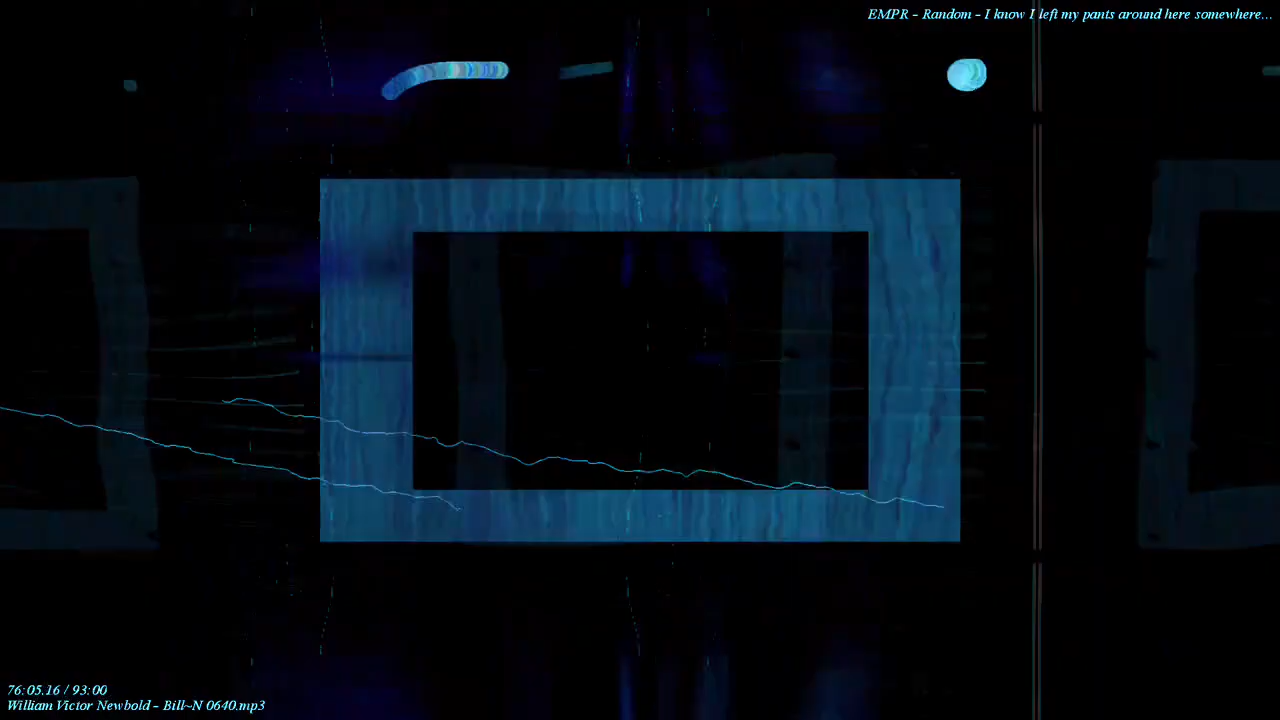 EMPR - Random - I know I left my pants around here somewhere...
76:05.16 / 93:00
William Victor Newbold - Bill~N 0640.mp3